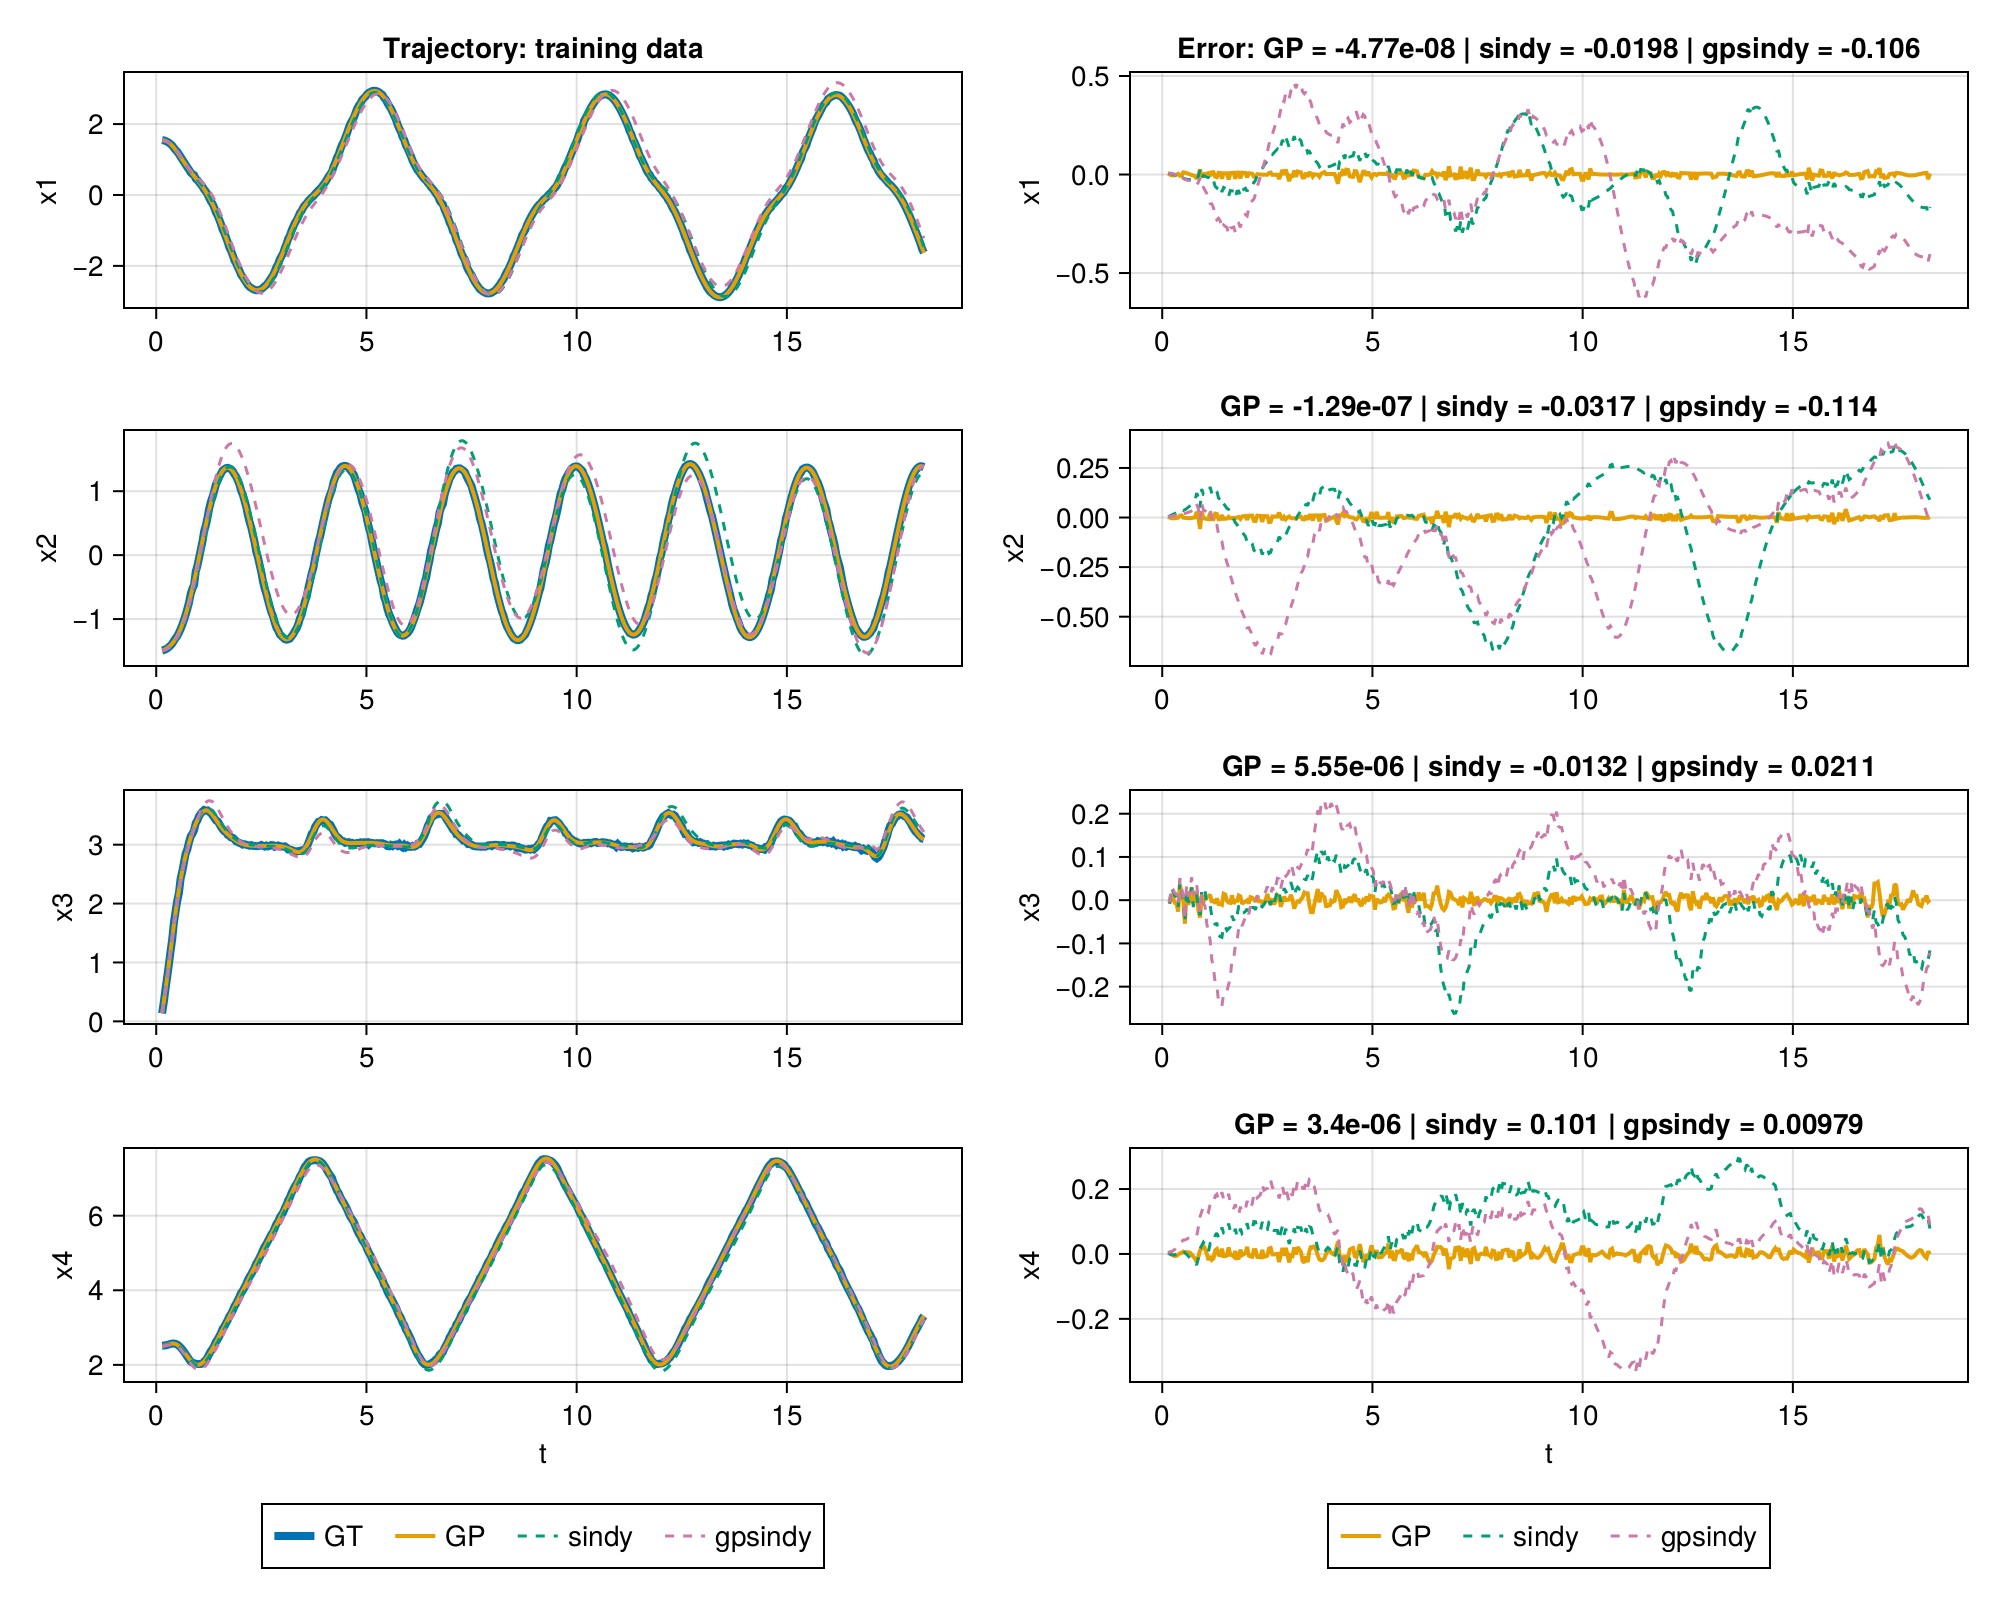 Trajectory: training data
x1
2
0
−2
0 5 10 15
Error: GP = -4.77e-08 | sindy = -0.0198 | gpsindy = -0.106
x1
0.5
0.0
−0.5
0 5 10 15
x2
1
0
−1
0 5 10 15
GP = -1.29e-07 | sindy = -0.0317 | gpsindy = -0.114
x2
0.25
0.00
−0.25
−0.50
0 5 10 15
x3
3
2
1
0
0 5 10 15
GP = 5.55e-06 | sindy = -0.0132 | gpsindy = 0.0211
x3
0.2
0.1
0.0
−0.1
−0.2
0 5 10 15
x4
6
4
2
0 5 10 15
t
GP = 3.4e-06 | sindy = 0.101 | gpsindy = 0.00979
x4
0.2
0.0
−0.2
0 5 10 15
t
GT GP sindy gpsindy
GP sindy gpsindy